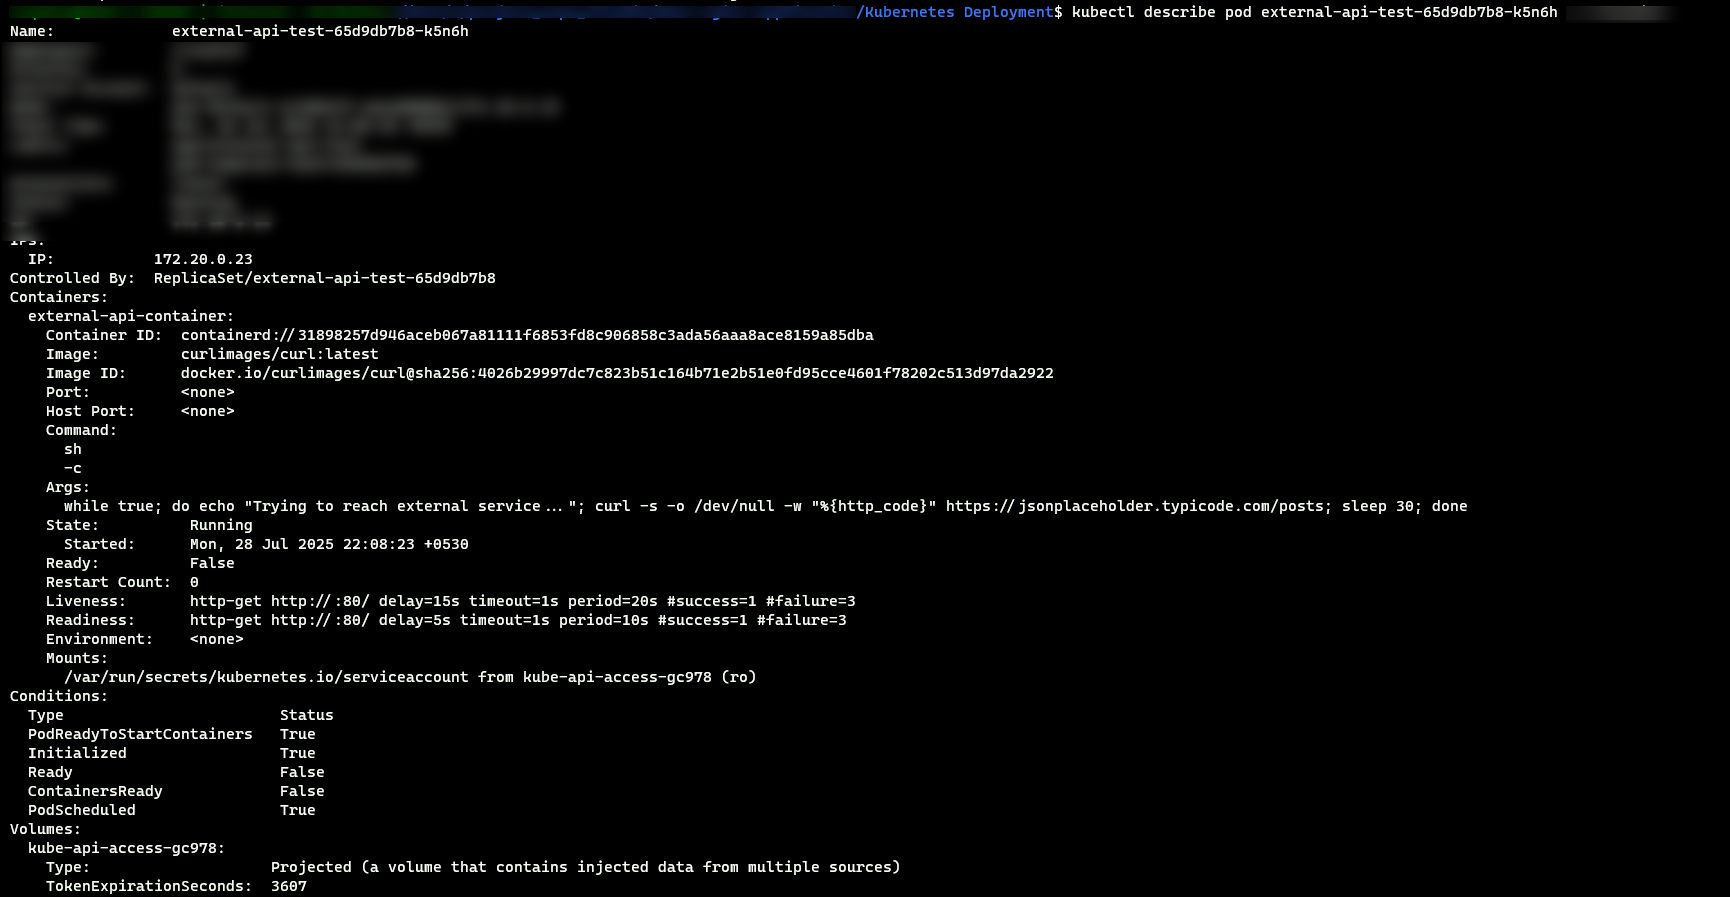 /Kubernetes Deployment$ kubectl describe pod external-api-test-65d9db7b8-k5n6h
Name:             external-api-test-65d9db7b8-k5n6h
IPs:
  IP:           172.20.0.23
Controlled By:  ReplicaSet/external-api-test-65d9db7b8
Containers:
  external-api-container:
    Container ID:  containerd://31898257d946aceb067a81111f6853fd8c906858c3ada56aaa8ace8159a85dba
    Image:         curlimages/curl:latest
    Image ID:      docker.io/curlimages/curl@sha256:4026b29997dc7c823b51c164b71e2b51e0fd95cce4601f78202c513d97da2922
    Port:          <none>
    Host Port:     <none>
    Command:
      sh
      -c
    Args:
      while true; do echo "Trying to reach external service..."; curl -s -o /dev/null -w "%{http_code}" https://jsonplaceholder.typicode.com/posts; sleep 30; done
    State:          Running
      Started:      Mon, 28 Jul 2025 22:08:23 +0530
    Ready:          False
    Restart Count:  0
    Liveness:       http-get http://:80/ delay=15s timeout=1s period=20s #success=1 #failure=3
    Readiness:      http-get http://:80/ delay=5s timeout=1s period=10s #success=1 #failure=3
    Environment:    <none>
    Mounts:
      /var/run/secrets/kubernetes.io/serviceaccount from kube-api-access-gc978 (ro)
Conditions:
  Type                        Status
  PodReadyToStartContainers   True
  Initialized                 True
  Ready                       False
  ContainersReady             False
  PodScheduled                True
Volumes:
  kube-api-access-gc978:
    Type:                    Projected (a volume that contains injected data from multiple sources)
    TokenExpirationSeconds:  3607